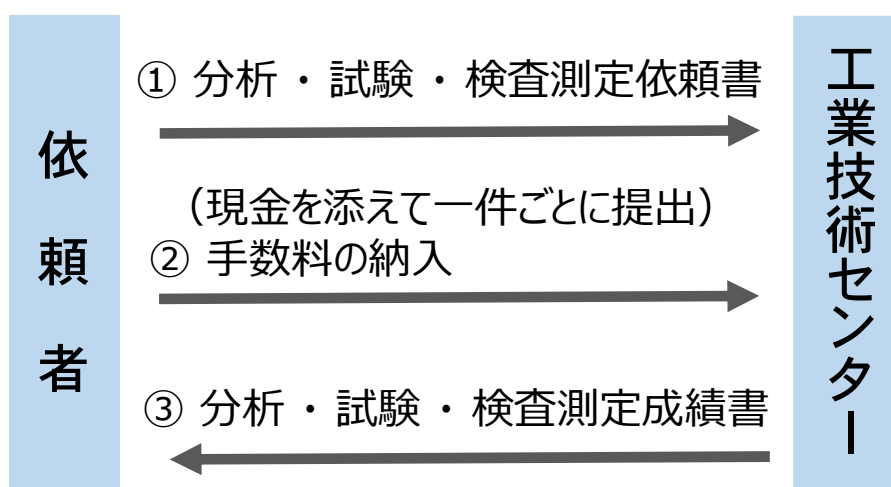 依頼者
① 分析 ・ 試験 ・ 検査測定依頼書
（現金を添えて一件ごとに提出）
② 手数料の納入
③ 分析 ・ 試験 ・ 検査測定成績書
工業技術センター